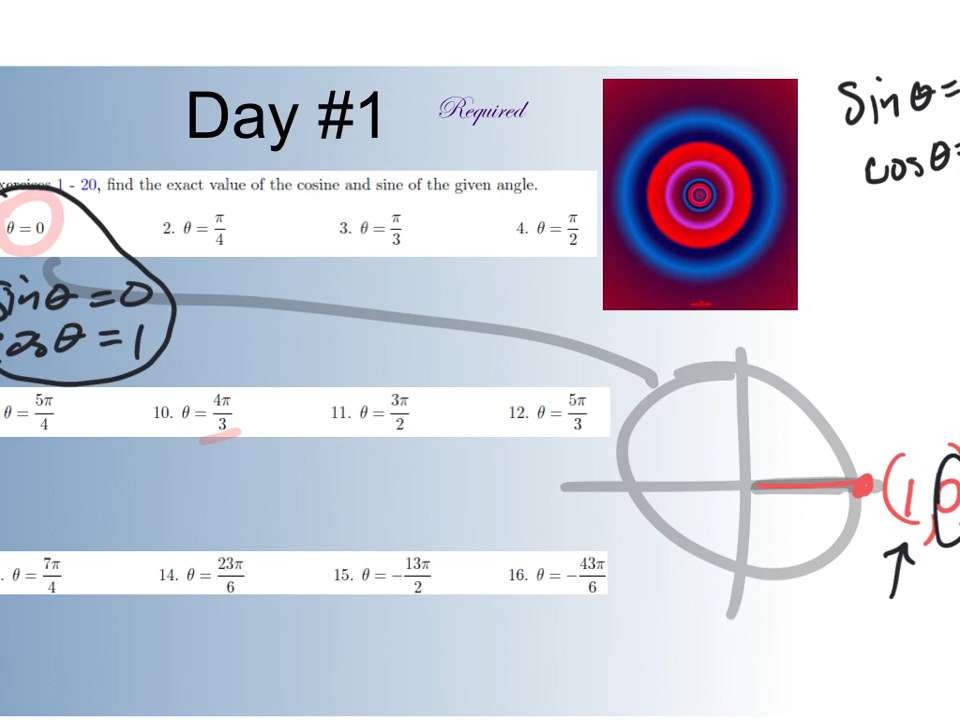 Day #1
Required
sinθ =
cosθ =
1 - 20, find the exact value of the cosine and sine of the given angle.
θ = 0
2. θ = π/4
3. θ = π/3
4. θ = π/2
sinθ = 0
cosθ = 1
θ = 5π/4
10. θ = 4π/3
11. θ = 3π/2
12. θ = 5π/3
(1, 0
. θ = 7π/4
14. θ = 23π/6
15. θ = −13π/2
16. θ = −43π/6